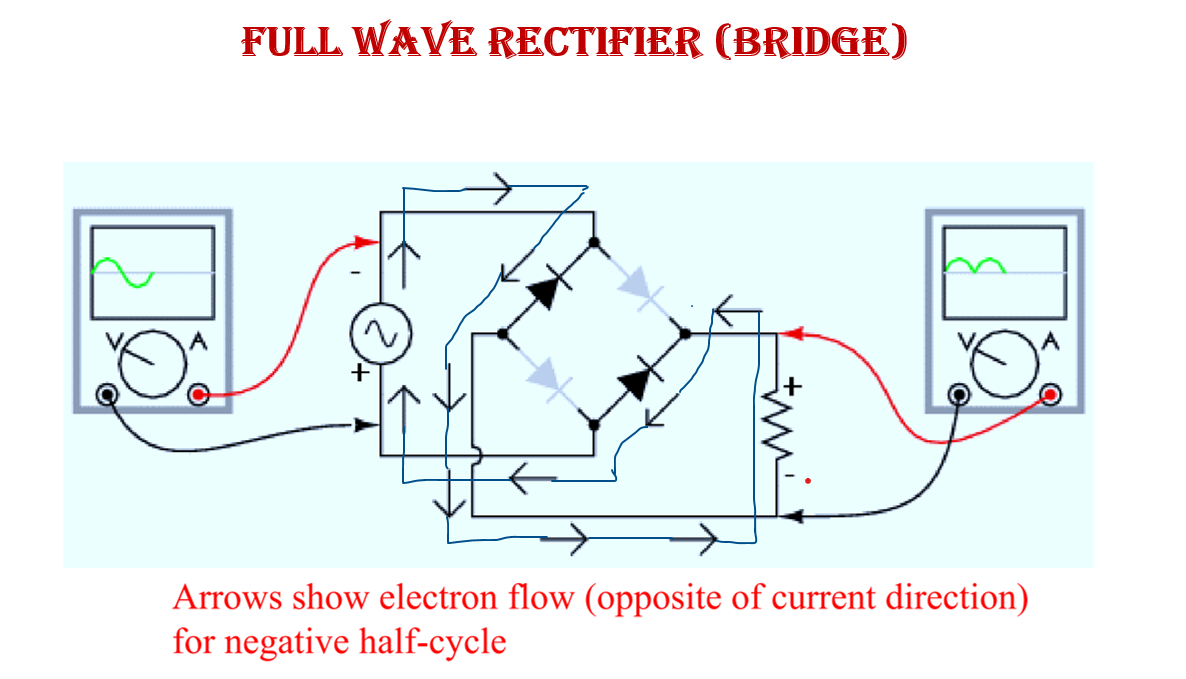 FULL WAVE RECTIFIER (BRIDGE)
V A
-
+
V A
+
-
Arrows show electron flow (opposite of current direction)
for negative half-cycle